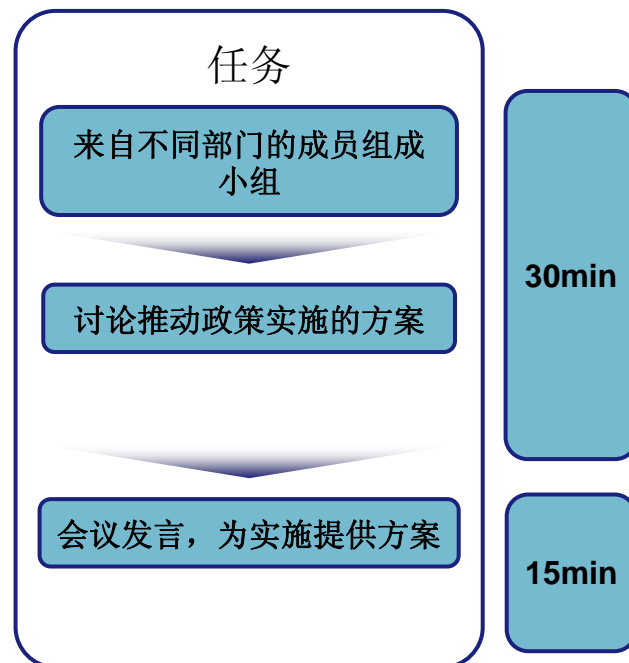 任务
来自不同部门的成员组成
小组
讨论推动政策实施的方案
30min
会议发言，为实施提供方案
15min